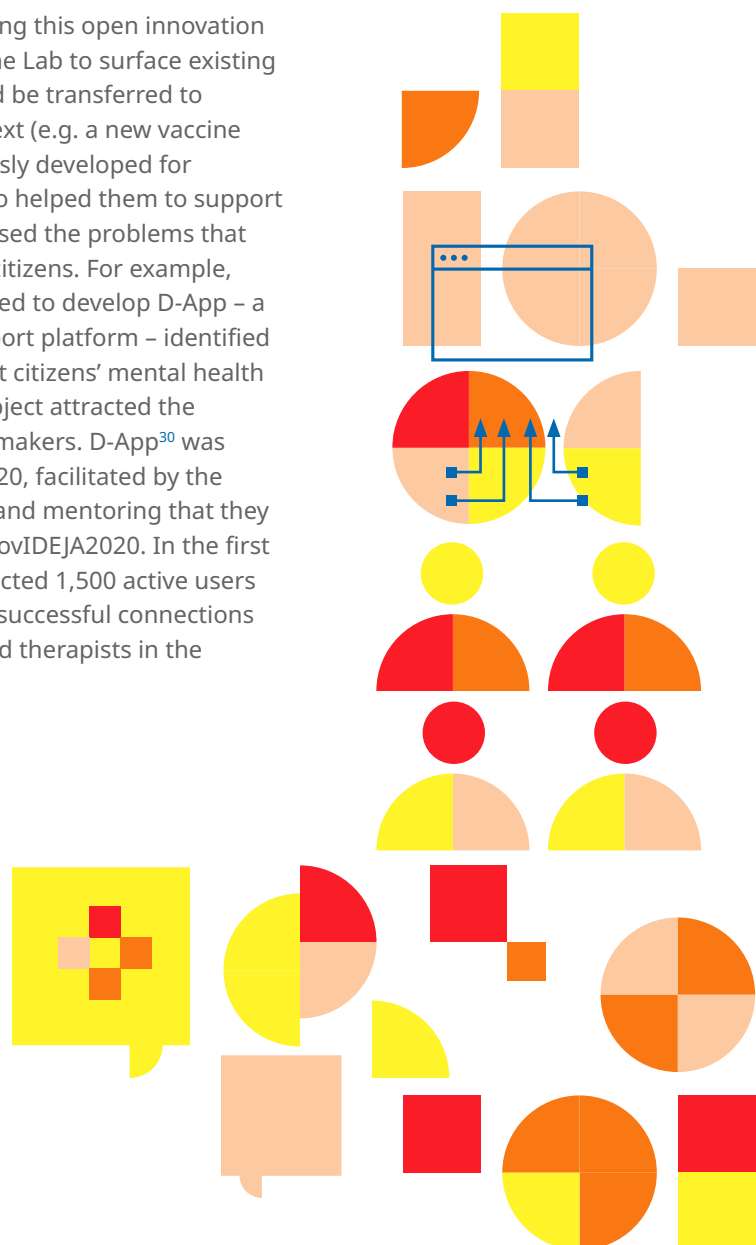 ng this open innovation
e Lab to surface existing
d be transferred to
ext (e.g. a new vaccine
sly developed for
o helped them to support
sed the problems that
citizens. For example,
ed to develop D-App – a
ort platform – identified
t citizens’ mental health
oject attracted the
makers. D-App30 was
20, facilitated by the
and mentoring that they
ovIDEJA2020. In the first
cted 1,500 active users
successful connections
d therapists in the